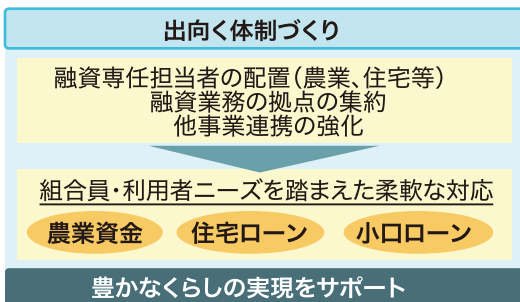 出向く体制づくり
融資専任担当者の配置（農業、住宅等）
融資業務の拠点の集約
他事業連携の強化
組合員・利用者ニーズを踏まえた柔軟な対応
農業資金 住宅ローン 小口ローン
豊かなくらしの実現をサポート